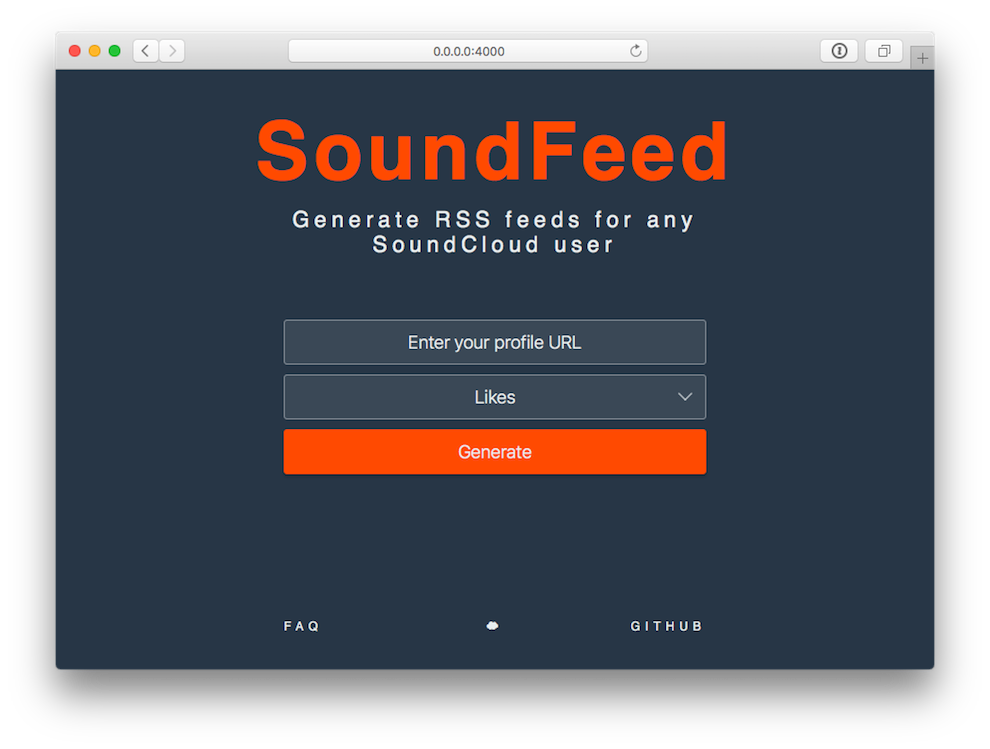 0.0.0.0:4000
SoundFeed
Generate RSS feeds for any
SoundCloud user
Enter your profile URL
Likes
Generate
FAQ
GITHUB